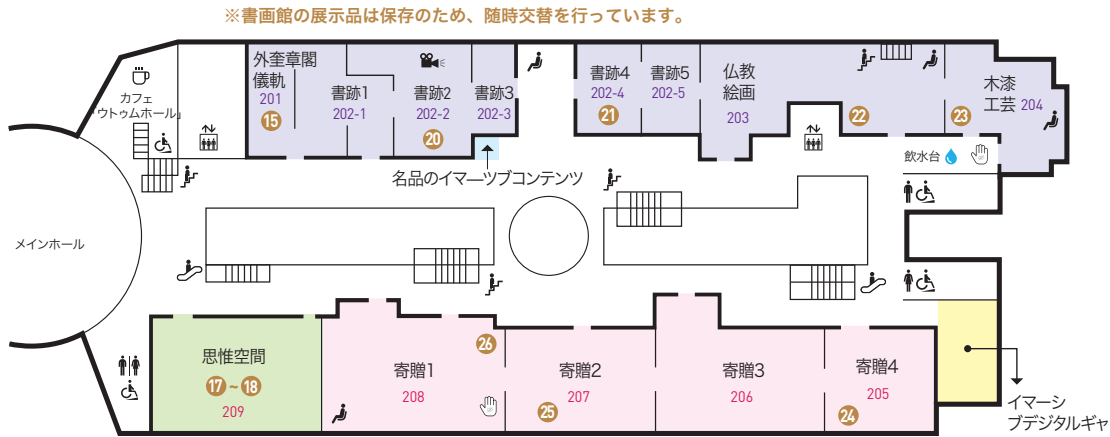 ※書画館の展示品は保存のため、随時交替を行っています。
カフェ
「ウトゥムホール」
外奎章閣
儀軌
201
15
書跡1
202-1
書跡2
202-2
20
書跡3
202-3
書跡4
202-4
21
書跡5
202-5
仏教
絵画
203
22
23
木漆
工芸 204
飲水台
名品のイマーツブコンテンツ
メインホール
思惟空間
17 ~ 18
209
寄贈1
208
26
寄贈2
207
25
寄贈3
206
寄贈4
205
24
イマーシ
ブデジタルギャ